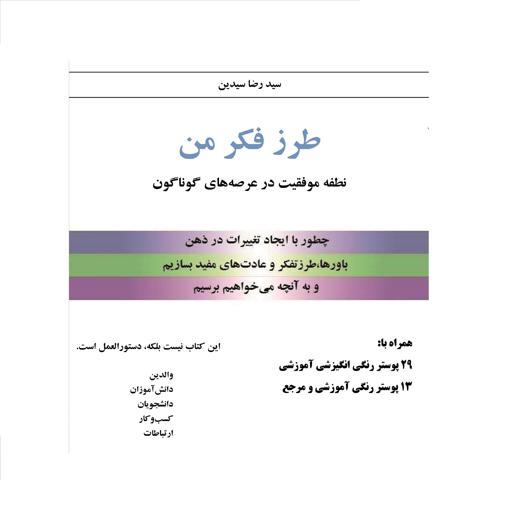 سید رضا سیدین
طرز فکر من
نطفه موفقیت در عرصه‌های گوناگون
چطور با ایجاد تغییرات در ذهن
باورها،طرزتفکر و عادت‌های مفید بسازیم
و به آنچه می‌خواهیم برسیم
همراه با:
۲۹ پوستر رنگی انگیزشی آموزشی
۱۳ پوستر رنگی آموزشی و مرجع
این کتاب نیست بلکه، دستورالعمل است.
والدین
دانش‌آموزان
دانشجویان
کسب‌وکار
ارتباطات